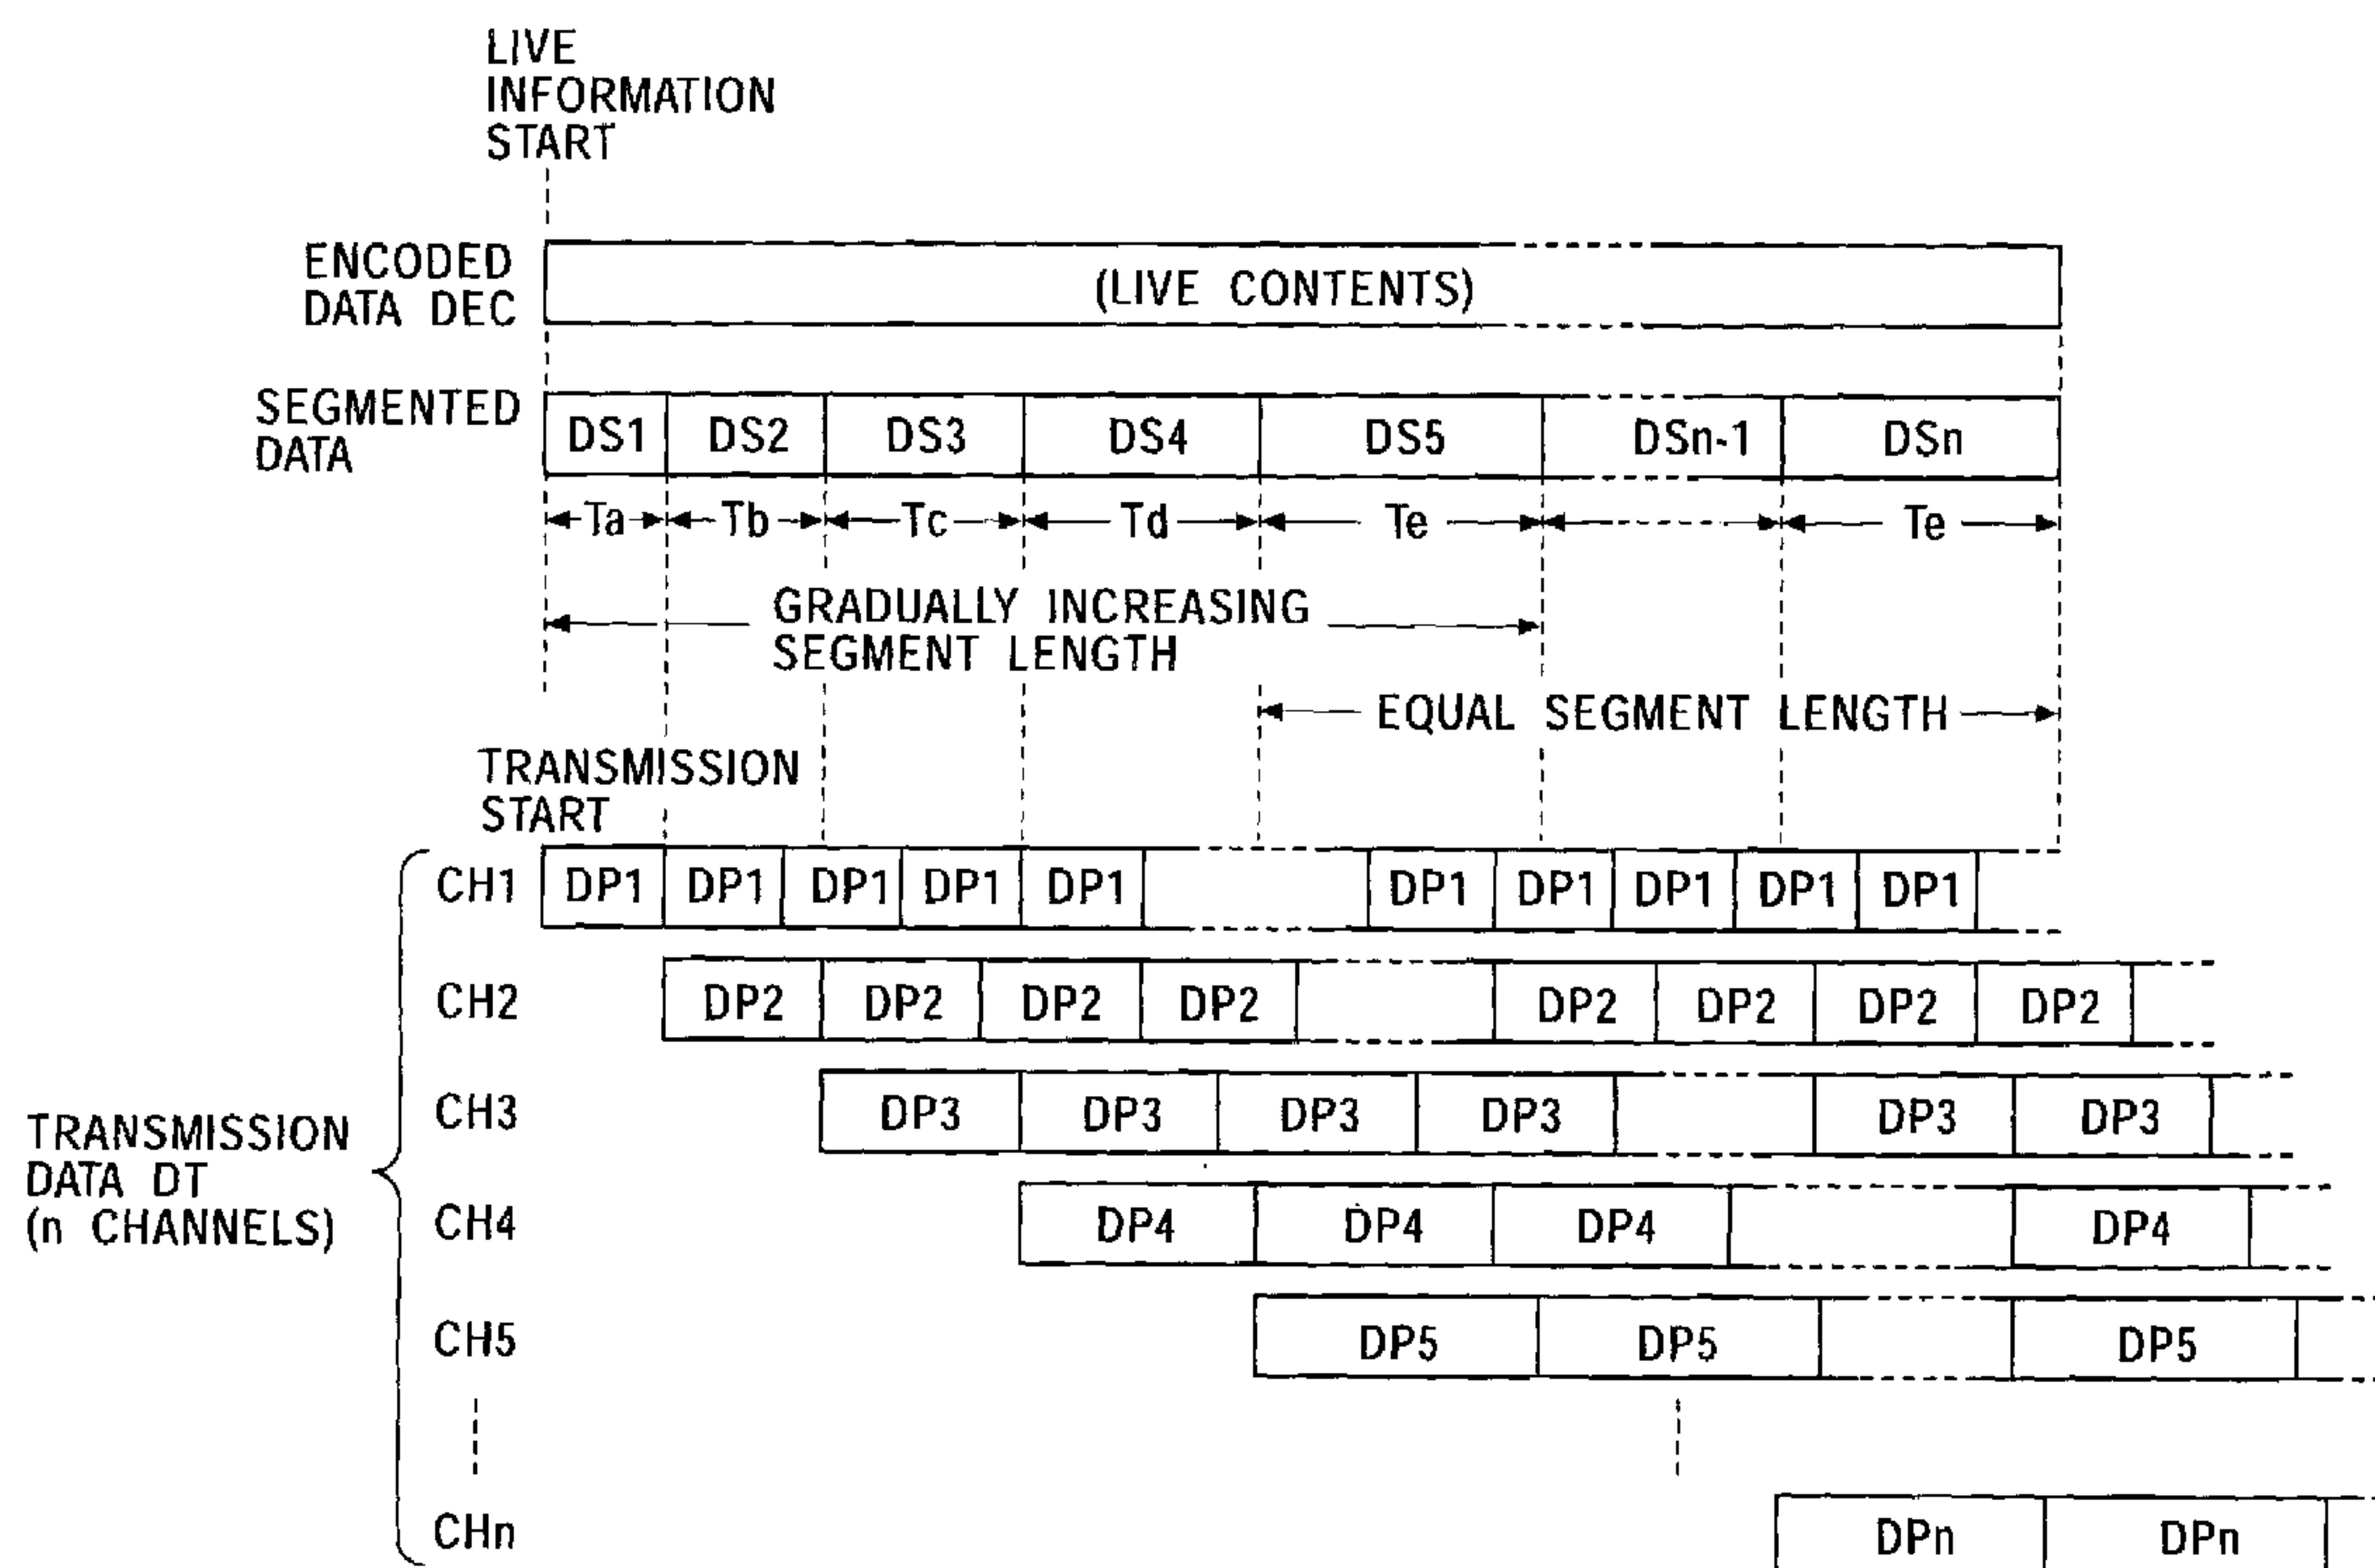 LIVE
INFORMATION
START
ENCODED
DATA DEC
(LIVE CONTENTS)
SEGMENTED
DATA
DS1 DS2 DS3 DS4 DS5 DSn-1 DSn
Ta Tb Tc Td Te Te
GRADUALLY INCREASING
SEGMENT LENGTH
EQUAL SEGMENT LENGTH
TRANSMISSION
START
TRANSMISSION
DATA DT
(n CHANNELS)
CH1 DP1 DP1 DP1 DP1 DP1 DP1 DP1 DP1 DP1 DP1
CH2 DP2 DP2 DP2 DP2 DP2 DP2 DP2 DP2
CH3 DP3 DP3 DP3 DP3 DP3 DP3
CH4 DP4 DP4 DP4 DP4
CH5 DP5 DP5 DP5
CHn DPn DPn